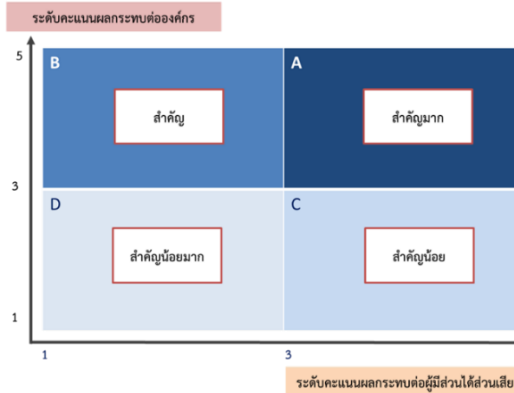 ระดับคะแนนผลกระทบต่อองค์กร
5
B
A
สำคัญ
สำคัญมาก
3
D
C
สำคัญน้อยมาก
สำคัญน้อย
1
1
3
ระดับคะแนนผลกระทบต่อผู้มีส่วนได้ส่วนเสีย